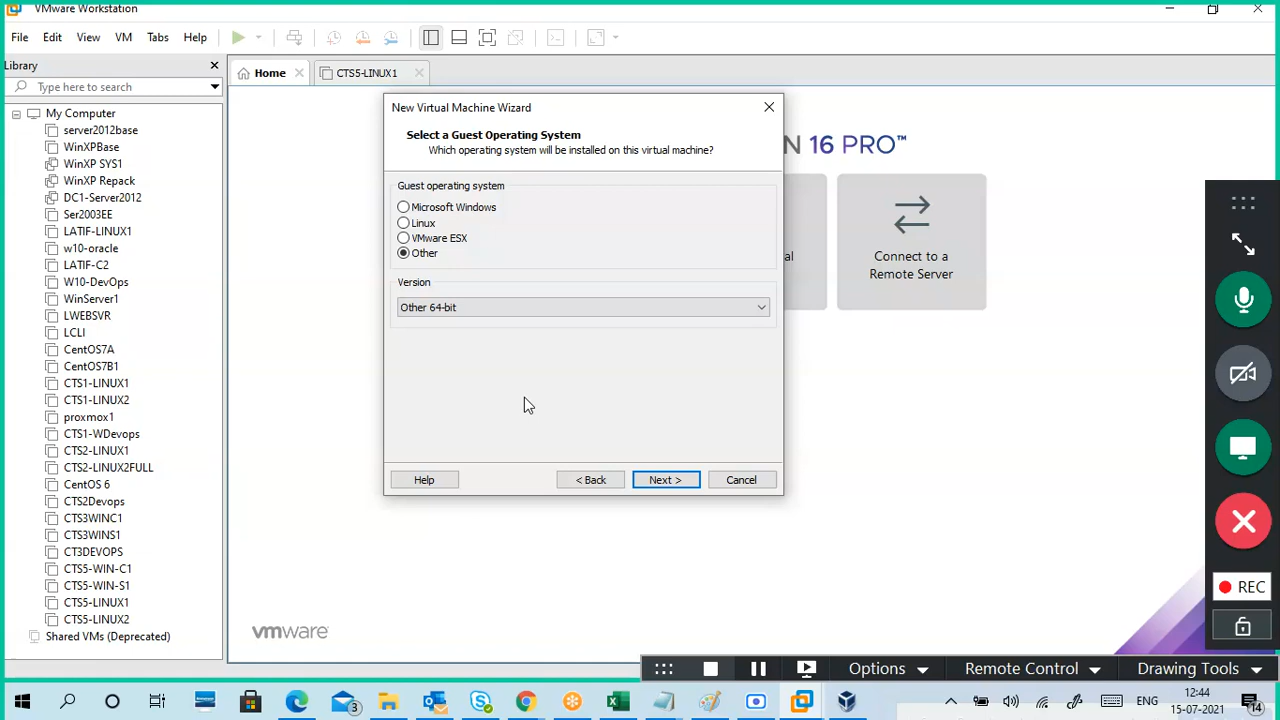 VMware Workstation
File Edit View VM Tabs Help
Library
Type here to search
My Computer
server2012base
WinXPBase
WinXP SYS1
WinXP Repack
DC1-Server2012
Ser2003EE
LATIF-LINUX1
w10-oracle
LATIF-C2
W10-DevOps
WinServer1
LWEBSVR
LCLI
CentOS7A
CentOS7B1
CTS1-LINUX1
CTS1-LINUX2
proxmox1
CTS1-WDevops
CTS2-LINUX1
CTS2-LINUX2FULL
CentOS 6
CTS2Devops
CTS3WINC1
CTS3WINS1
CT3DEVOPS
CTS5-WIN-C1
CTS5-WIN-S1
CTS5-LINUX1
CTS5-LINUX2
Shared VMs (Deprecated)
Home
CTS5-LINUX1
New Virtual Machine Wizard
Select a Guest Operating System
Which operating system will be installed on this virtual machine?
Guest operating system
Microsoft Windows
Linux
VMware ESX
Other
Version
Other 64-bit
Help
< Back
Next >
Cancel
N 16 PRO™
al
Connect to a
Remote Server
vmware
REC
Options
Remote Control
Drawing Tools
3
ENG
12:44
15-07-2021
14